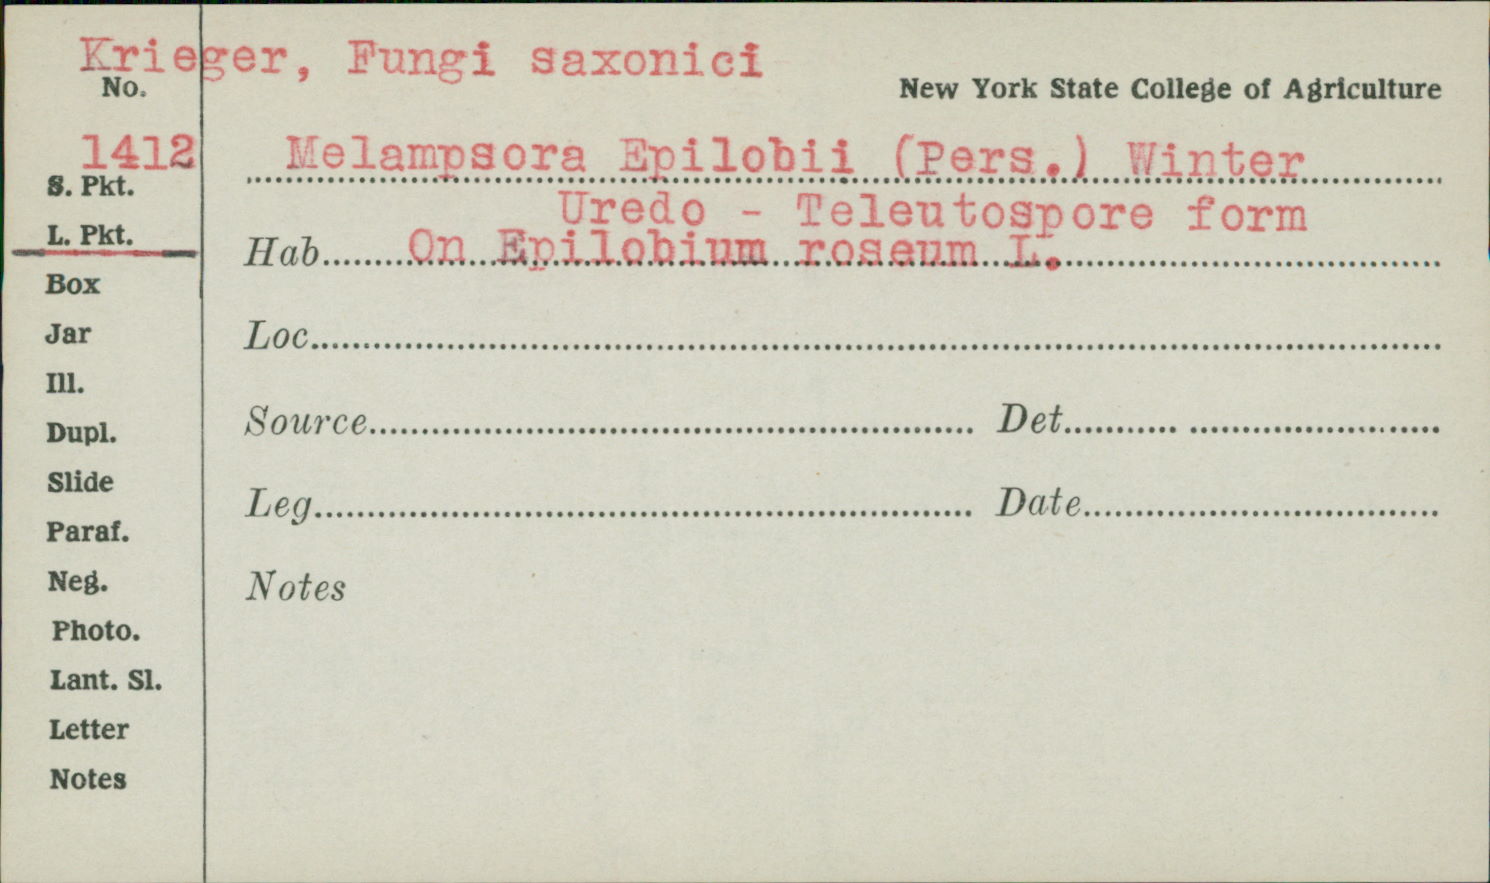 Krieger, Fungi saxonici
No.
New York State College of Agriculture
1412
Melampsora Epilobii (Pers.) Winter
S. Pkt.
Uredo - Teleutospore form
L. Pkt.
Hab. On Epilobium roseum L.
Box
Jar
Loc.
Ill.
Dupl.
Source Det.
Slide
Leg. Date
Paraf.
Neg.
Notes
Photo.
Lant. Sl.
Letter
Notes